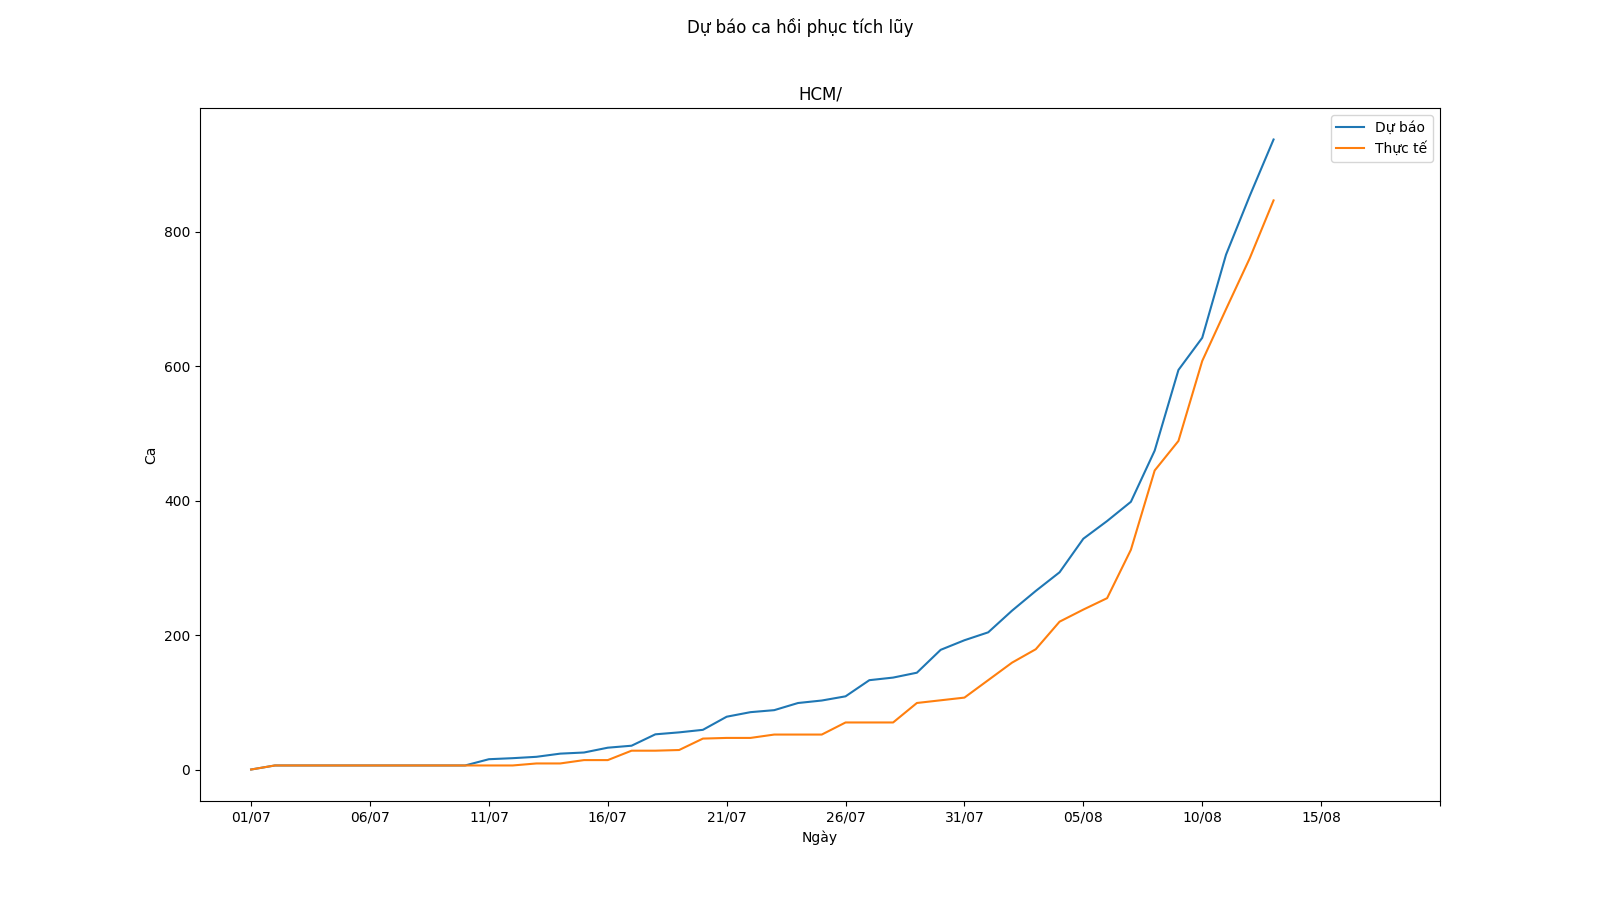 Dự báo ca hồi phục tích lũy
HCM/
Dự báo
Thực tế
800
600
400
200
0
Ca
01/07 06/07 11/07 16/07 21/07 26/07 31/07 05/08 10/08 15/08
Ngày